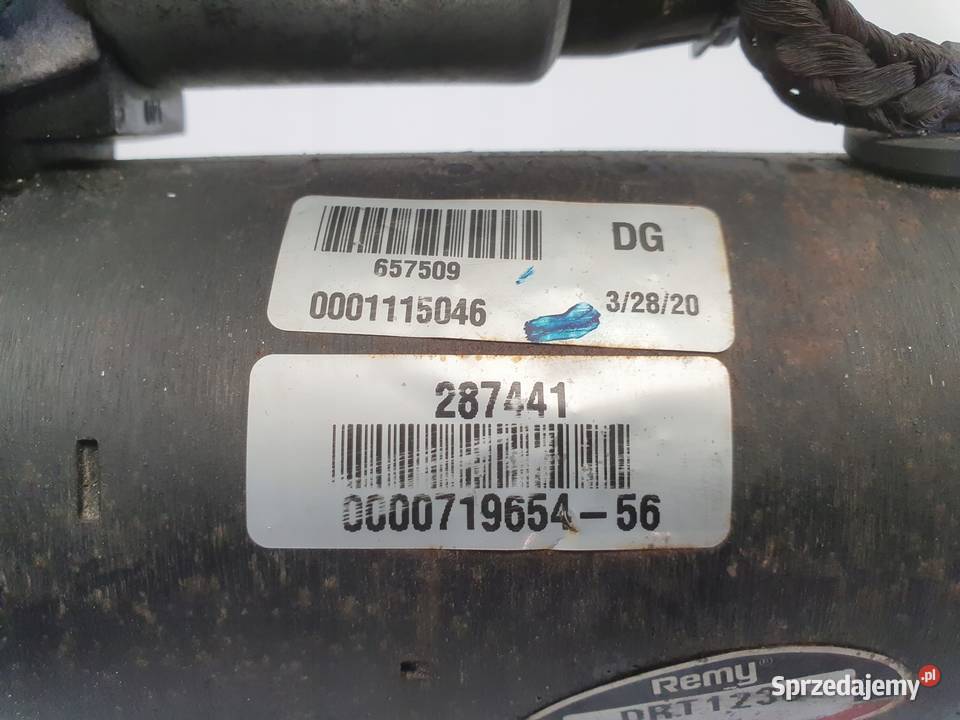 DG
657509
0001115046
3/28/20
287441
0000719654-56
Remy®
Sprzedajemy.pl